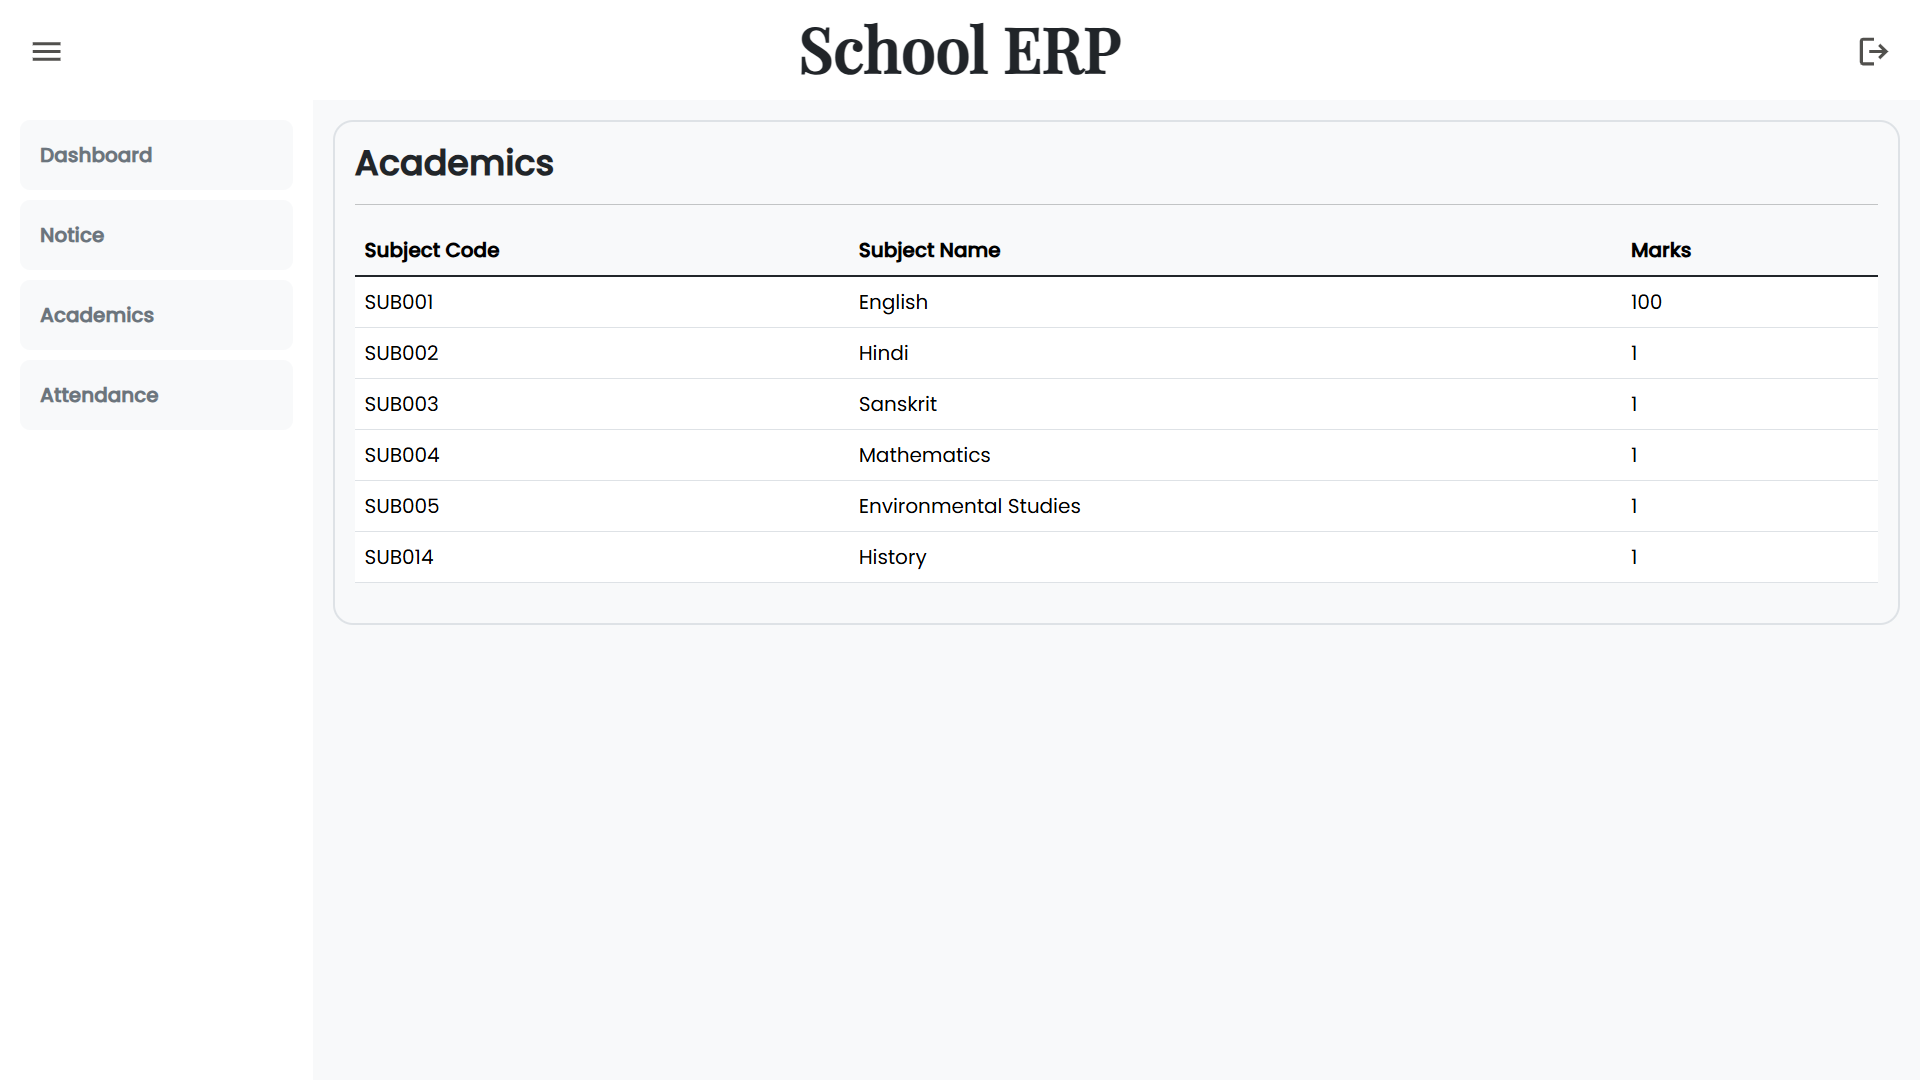 School ERP
Dashboard
Notice
Academics
Attendance
Academics
Subject Code Subject Name Marks
SUB001 English 100
SUB002 Hindi 1
SUB003 Sanskrit 1
SUB004 Mathematics 1
SUB005 Environmental Studies 1
SUB014 History 1